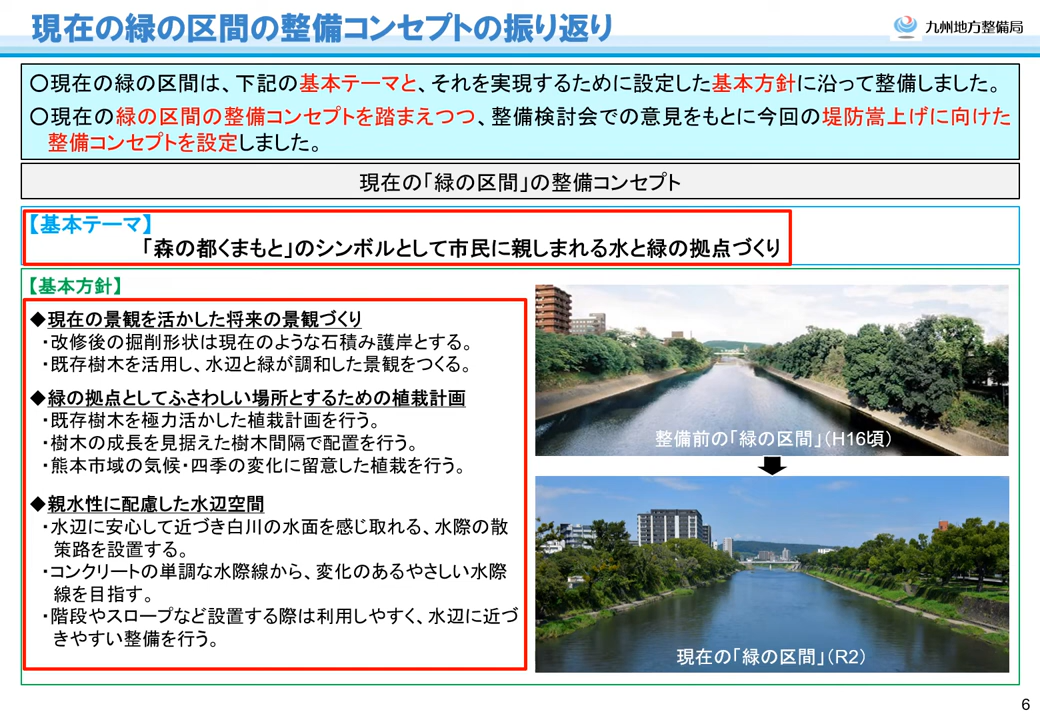 現在の緑の区間の整備コンセプトの振り返り
九州地方整備局
〇現在の緑の区間は、下記の基本テーマと、それを実現するために設定した基本方針に沿って整備しました。
〇現在の緑の区間の整備コンセプトを踏まえつつ、整備検討会での意見をもとに今回の堤防嵩上げに向けた
整備コンセプトを設定しました。
現在の「緑の区間」の整備コンセプト
【基本テーマ】
「森の都くまもと」のシンボルとして市民に親しまれる水と緑の拠点づくり
【基本方針】
◆現在の景観を活かした将来の景観づくり
・改修後の掘削形状は現在のような石積み護岸とする。
・既存樹木を活用し、水辺と緑が調和した景観をつくる。
◆緑の拠点としてふさわしい場所とするための植栽計画
・既存樹木を極力活かした植栽計画を行う。
・樹木の成長を見据えた樹木間隔で配置を行う。
・熊本市域の気候・四季の変化に留意した植栽を行う。
◆親水性に配慮した水辺空間
・水辺に安心して近づき白川の水面を感じ取れる、水際の散
策路を設置する。
・コンクリートの単調な水際線から、変化のあるやさしい水際
線を目指す。
・階段やスロープなど設置する際は利用しやすく、水辺に近づ
きやすい整備を行う。
整備前の「緑の区間」（H16頃）
現在の「緑の区間」（R2）
6